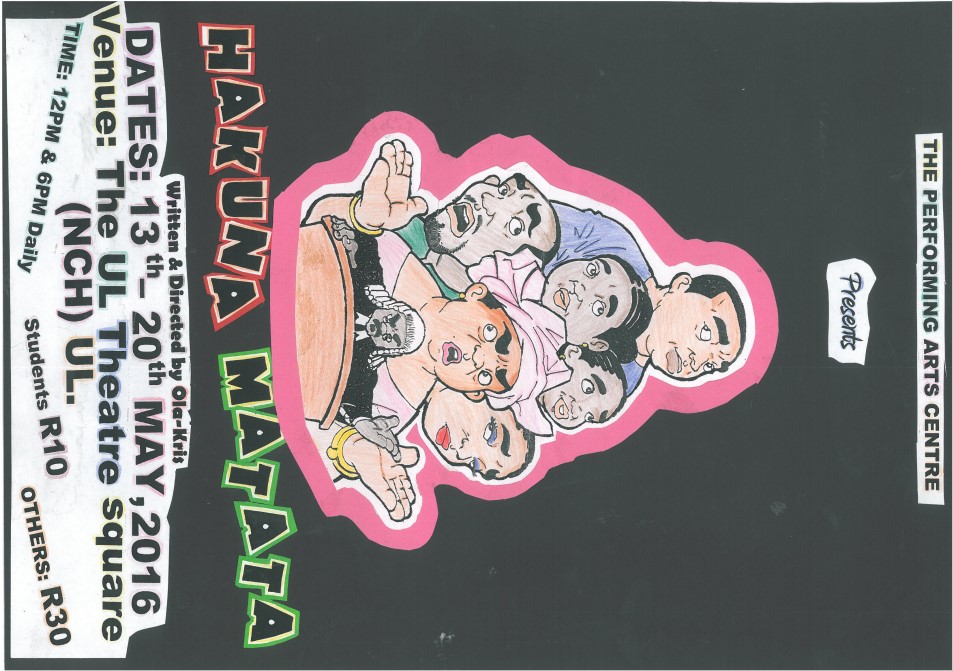 THE PERFORMING ARTS CENTRE
Presents
HAKUNA MATATA
Written & Directed by Ola-Kris
DATES: 13th_ 20th MAY,2016
Venue: The UL Theatre square
(NCH) UL.
TIME: 12PM & 6PM Daily Students R10 OTHERS: R30